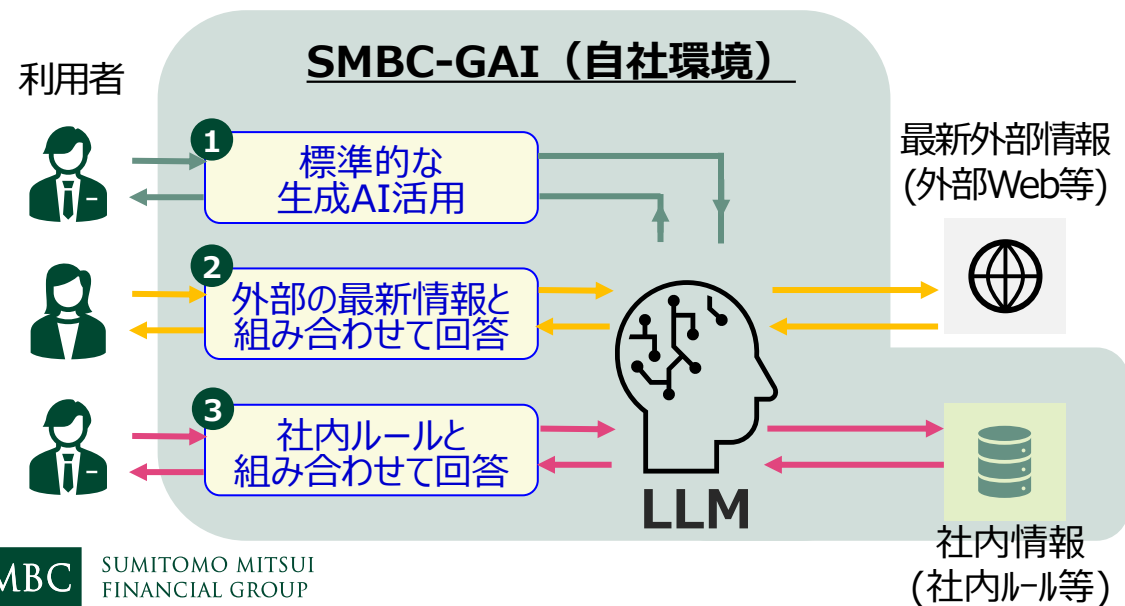 SMBC-GAI（自社環境）
利用者
1
標準的な
生成AI活用
2
外部の最新情報と
組み合わせて回答
3
社内ルールと
組み合わせて回答
LLM
最新外部情報
(外部Web等)
社内情報
(社内ルール等)
MBC
SUMITOMO MITSUI
FINANCIAL GROUP